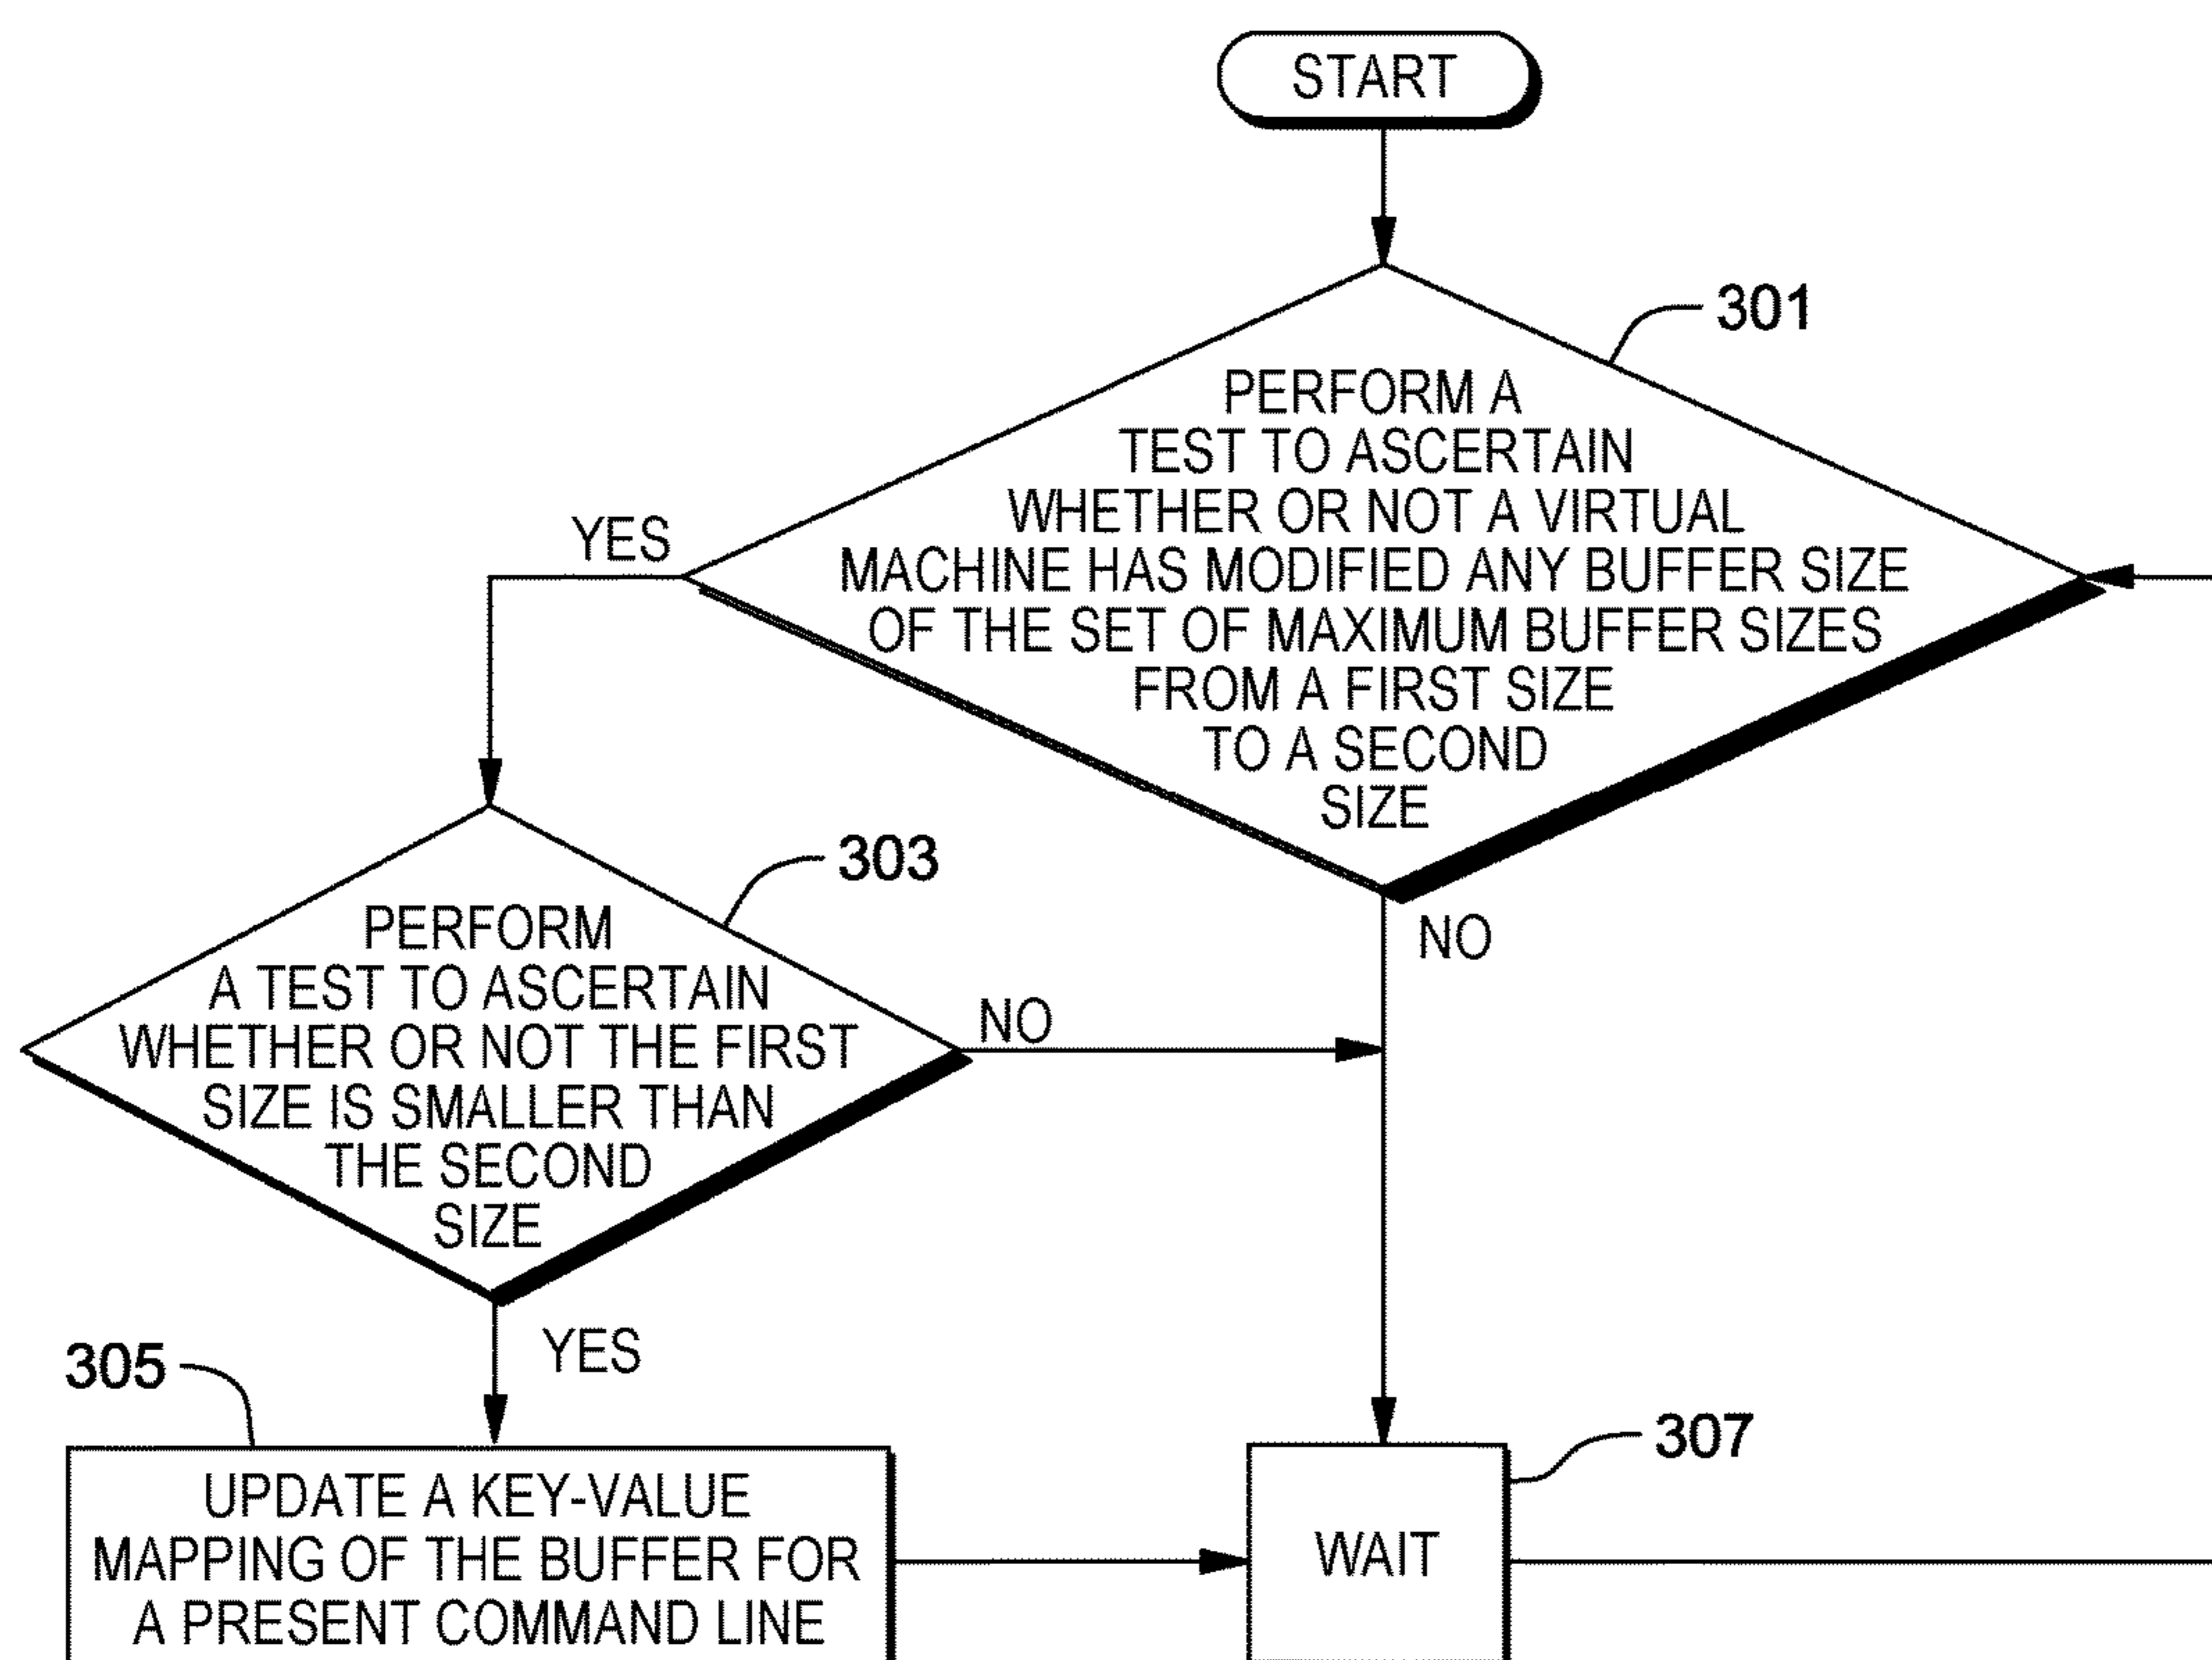 START
301
PERFORM A
TEST TO ASCERTAIN
WHETHER OR NOT A VIRTUAL
MACHINE HAS MODIFIED ANY BUFFER SIZE
OF THE SET OF MAXIMUM BUFFER SIZES
FROM A FIRST SIZE
TO A SECOND
SIZE
YES
NO
303
PERFORM
A TEST TO ASCERTAIN
WHETHER OR NOT THE FIRST
SIZE IS SMALLER THAN
THE SECOND
SIZE
NO
YES
305
UPDATE A KEY-VALUE
MAPPING OF THE BUFFER FOR
A PRESENT COMMAND LINE
307
WAIT